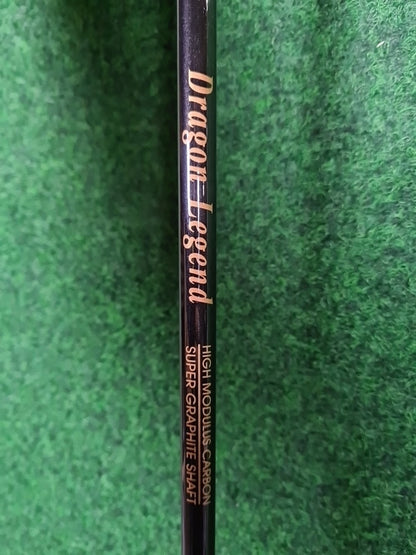 Dragon Legend
HIGH MODULUS CARBON
SUPER GRAPHITE SHAFT